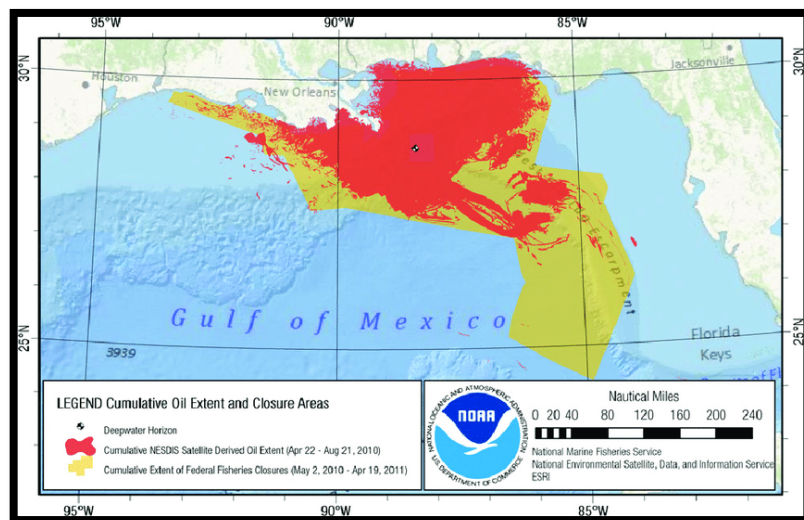 95°W
90°W
85°W
30°N
Houston
New Orleans
Jacksonville
30°N
Escarpment
Gulf of Mexico
25°N
3939
Florida
Keys
25°N
LEGEND Cumulative Oil Extent and Closure Areas
Deepwater Horizon
Cumulative NESDIS Satellite Derived Oil Extent (Apr 22 - Aug 21, 2010)
Cumulative Extent of Federal Fisheries Closures (May 2, 2010 - Apr 19, 2011)
NATIONAL OCEANIC AND ATMOSPHERIC ADMINISTRATION
NOAA
U.S. DEPARTMENT OF COMMERCE
Nautical Miles
0 20 40 80 120 160 200 240
National Marine Fisheries Service
National Environmental Satellite, Data, and Information Service
ESRI
95°W
90°W
85°W